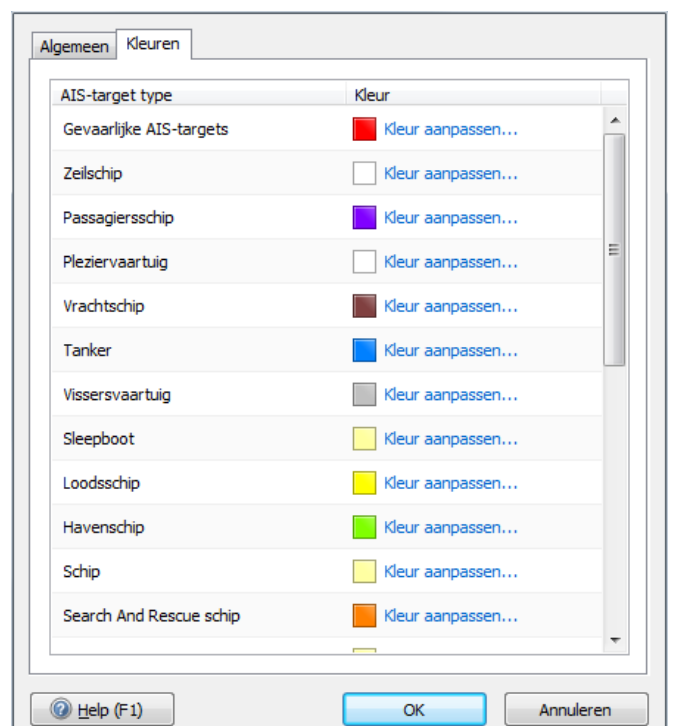 Algemeen Kleuren
AIS-target type Kleur
Gevaarlijke AIS-targets Kleur aanpassen...
Zeilschip Kleur aanpassen...
Passagiersschip Kleur aanpassen...
Pleziervaartuig Kleur aanpassen...
Vrachtschip Kleur aanpassen...
Tanker Kleur aanpassen...
Vissersvaartuig Kleur aanpassen...
Sleepboot Kleur aanpassen...
Loodsschip Kleur aanpassen...
Havenschip Kleur aanpassen...
Schip Kleur aanpassen...
Search And Rescue schip Kleur aanpassen...
Help (F1) OK Annuleren